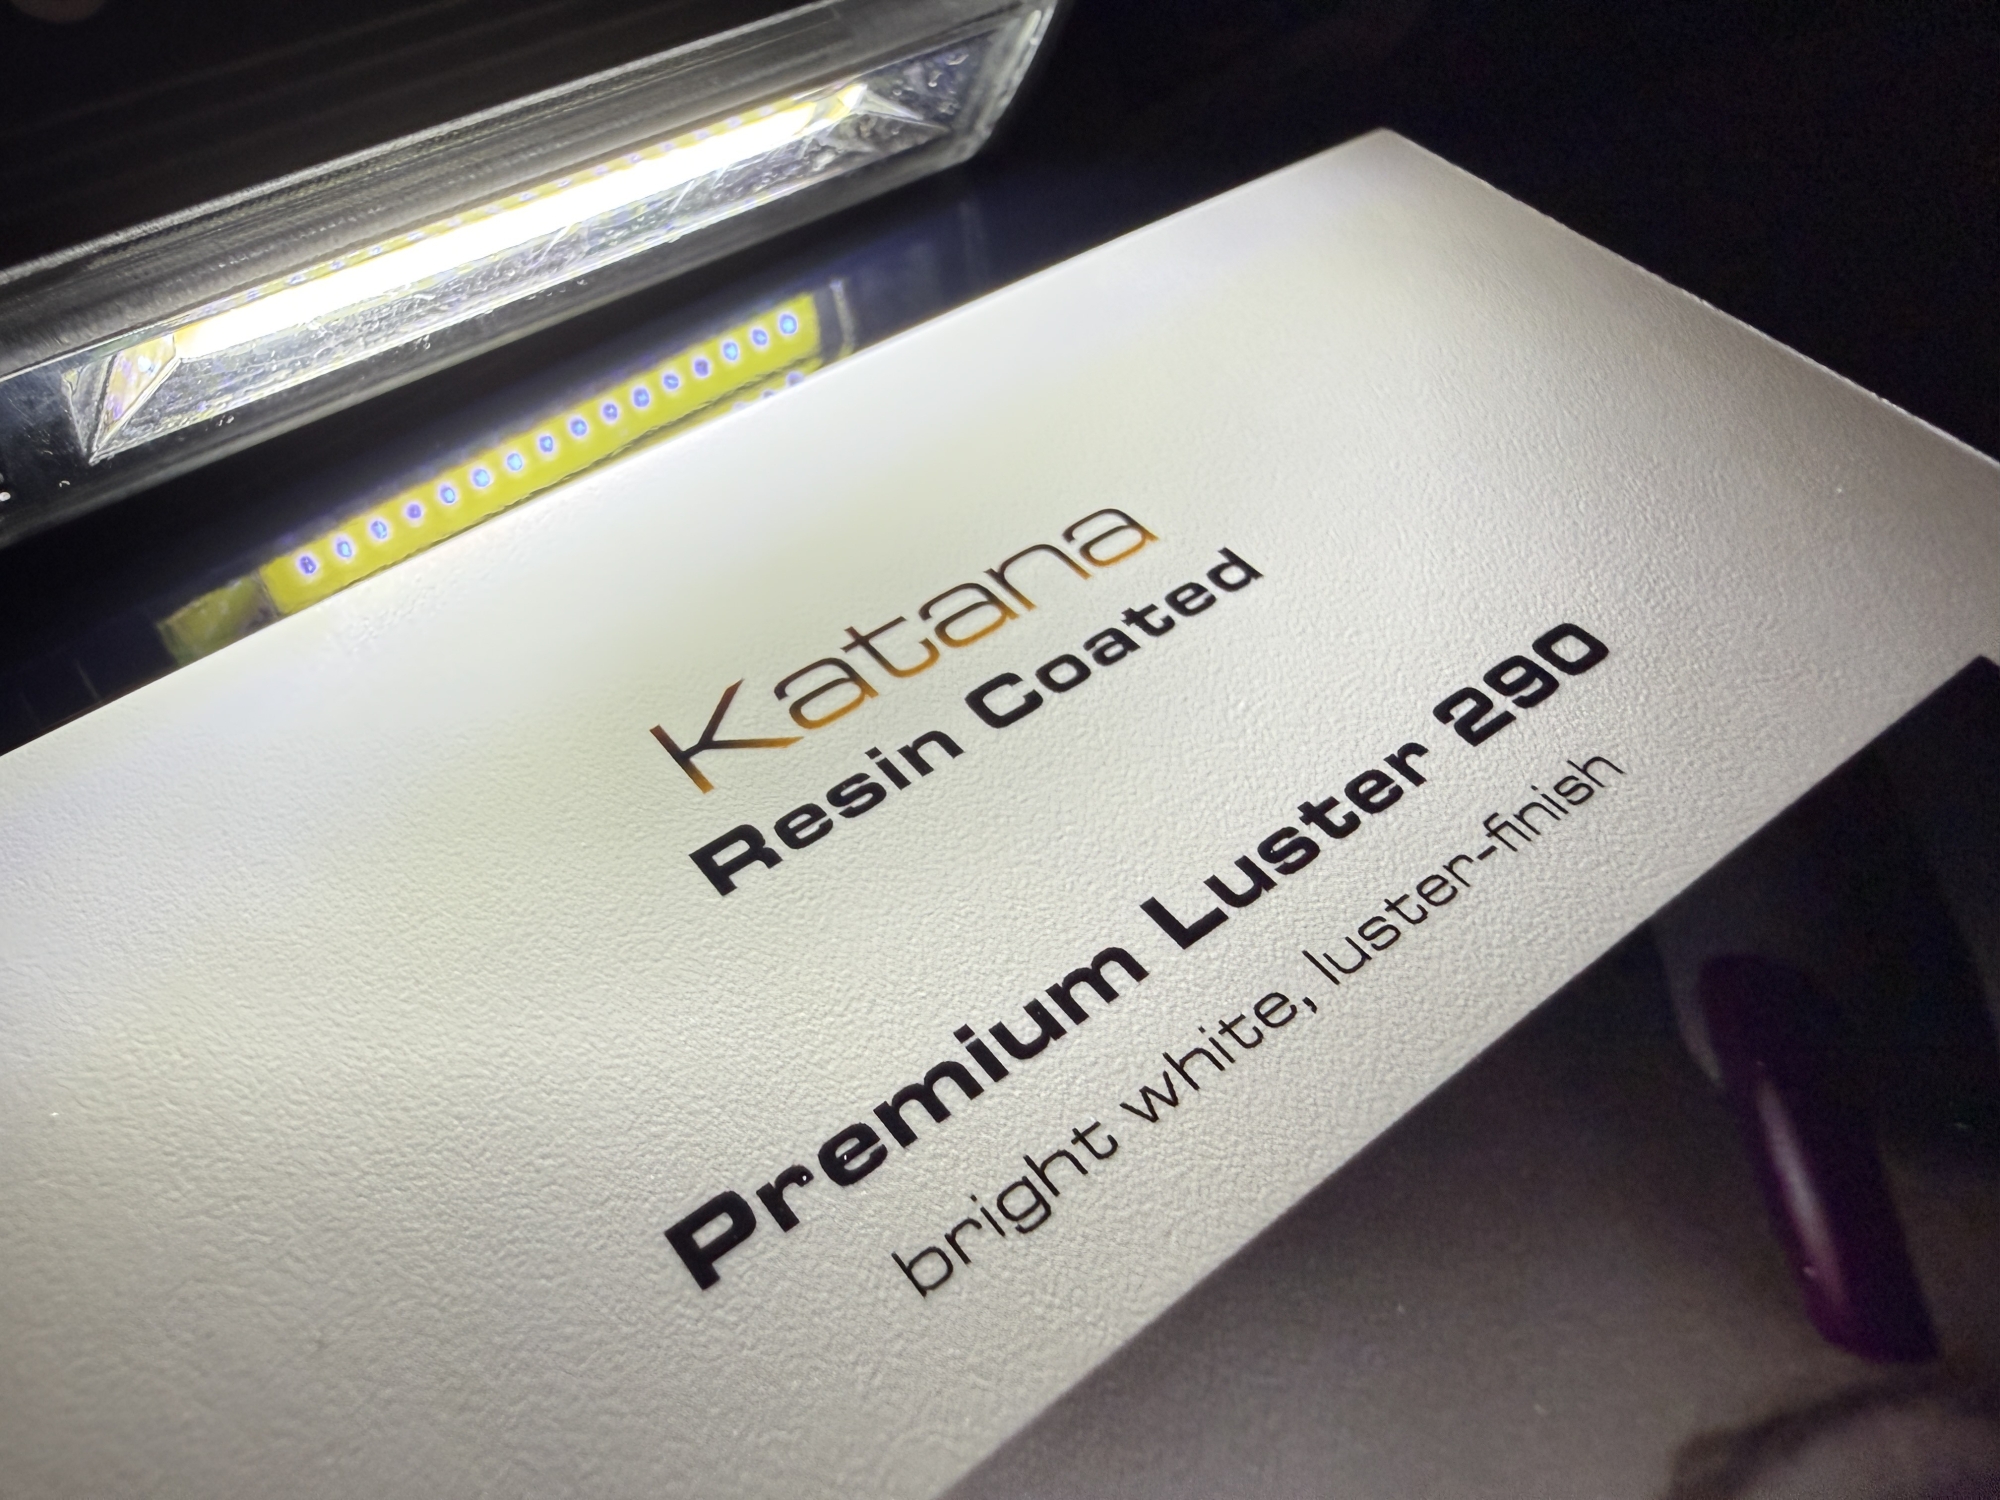 Katana
Resin Coated
Premium Luster 290
bright white, luster-finish